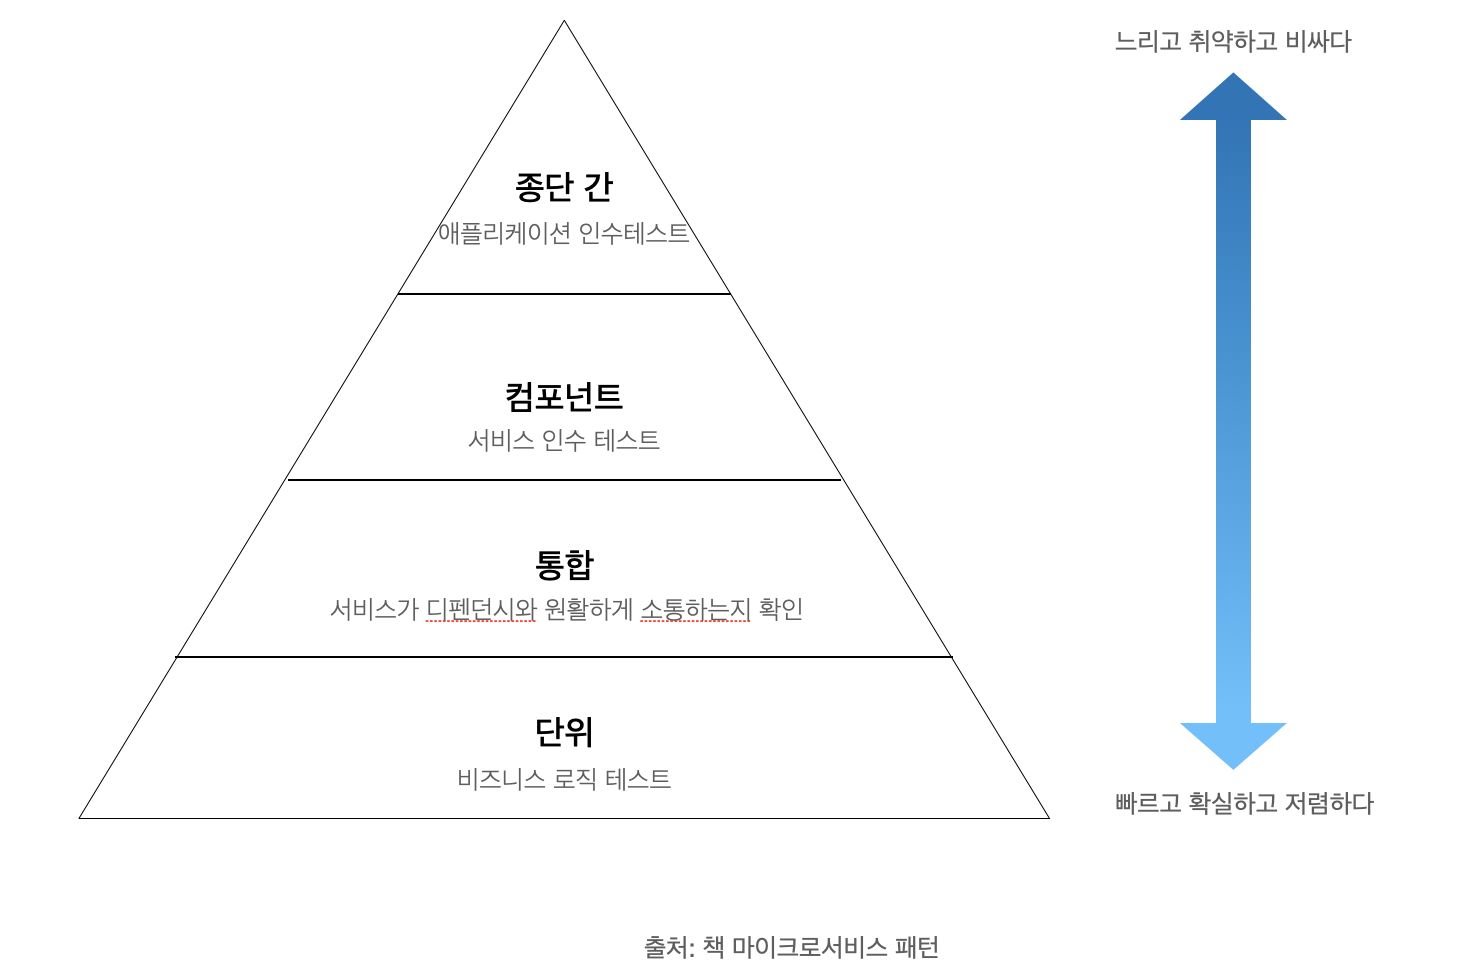 느리고 취약하고 비싸다
종단 간
애플리케이션 인수테스트
컴포넌트
서비스 인수 테스트
통합
서비스가 디펜던시와 원활하게 소통하는지 확인
단위
비즈니스 로직 테스트
빠르고 확실하고 저렴하다
출처: 책 마이크로서비스 패턴